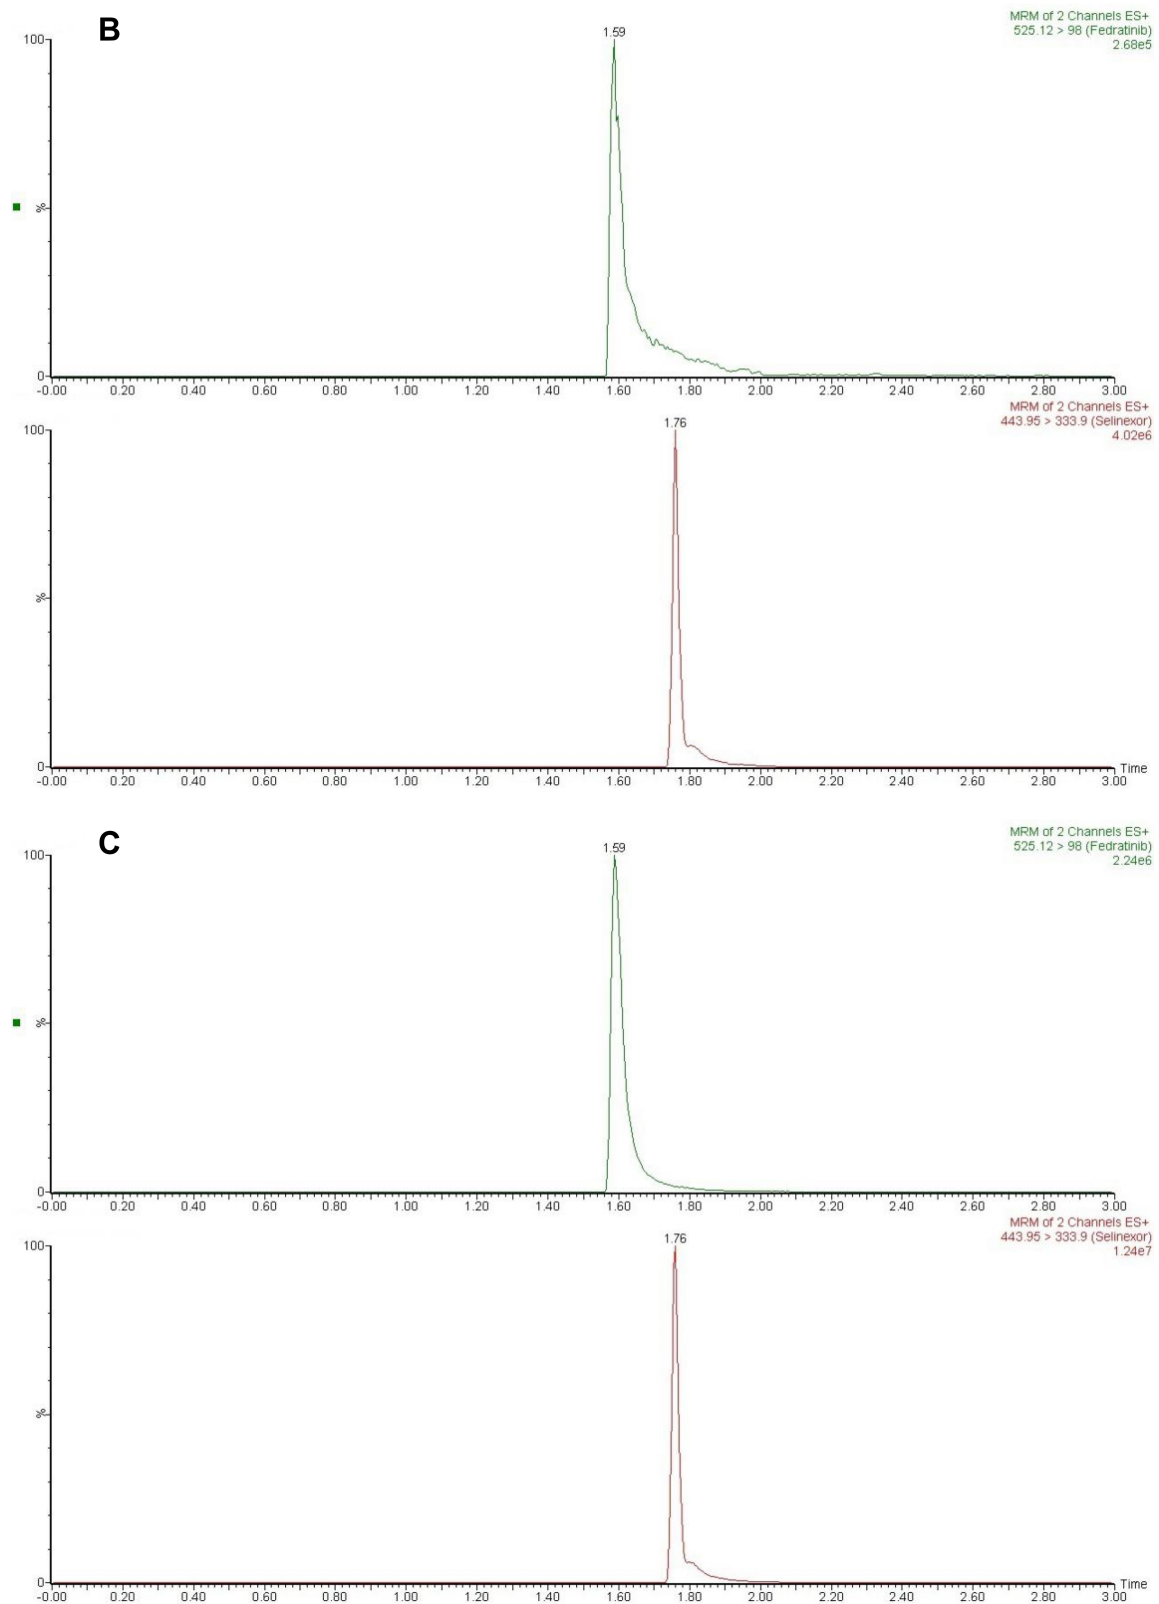 B
MRM of 2 Channels ES+
525.12 > 98 (Fedratinib)
2.68e5
1.59
100
%
0
-0.00 0.20 0.40 0.60 0.80 1.00 1.20 1.40 1.60 1.80 2.00 2.20 2.40 2.60 2.80 3.00
MRM of 2 Channels ES+
443.95 > 333.9 (Selinexor)
4.02e6
1.76
100
%
0
-0.00 0.20 0.40 0.60 0.80 1.00 1.20 1.40 1.60 1.80 2.00 2.20 2.40 2.60 2.80 3.00
Time
C
MRM of 2 Channels ES+
525.12 > 98 (Fedratinib)
2.24e6
1.59
100
%
0
-0.00 0.20 0.40 0.60 0.80 1.00 1.20 1.40 1.60 1.80 2.00 2.20 2.40 2.60 2.80 3.00
MRM of 2 Channels ES+
443.95 > 333.9 (Selinexor)
1.24e7
1.76
100
%
0
-0.00 0.20 0.40 0.60 0.80 1.00 1.20 1.40 1.60 1.80 2.00 2.20 2.40 2.60 2.80 3.00
Time